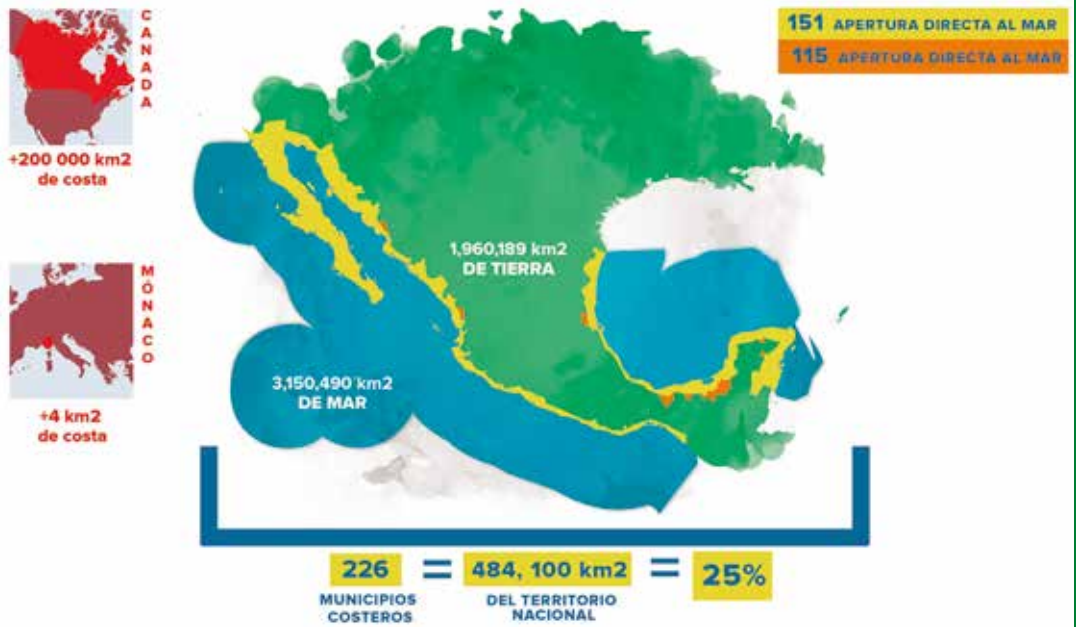 CANADA
+200 000 km2
de costa
MÓNACO
+4 km2
de costa
151 APERTURA DIRECTA AL MAR
115 APERTURA DIRECTA AL MAR
1,960,189 km2
DE TIERRA
3,150,490 km2
DE MAR
226 = 484, 100 km2 = 25%
MUNICIPIOS
COSTEROS
DEL TERRITORIO
NACIONAL